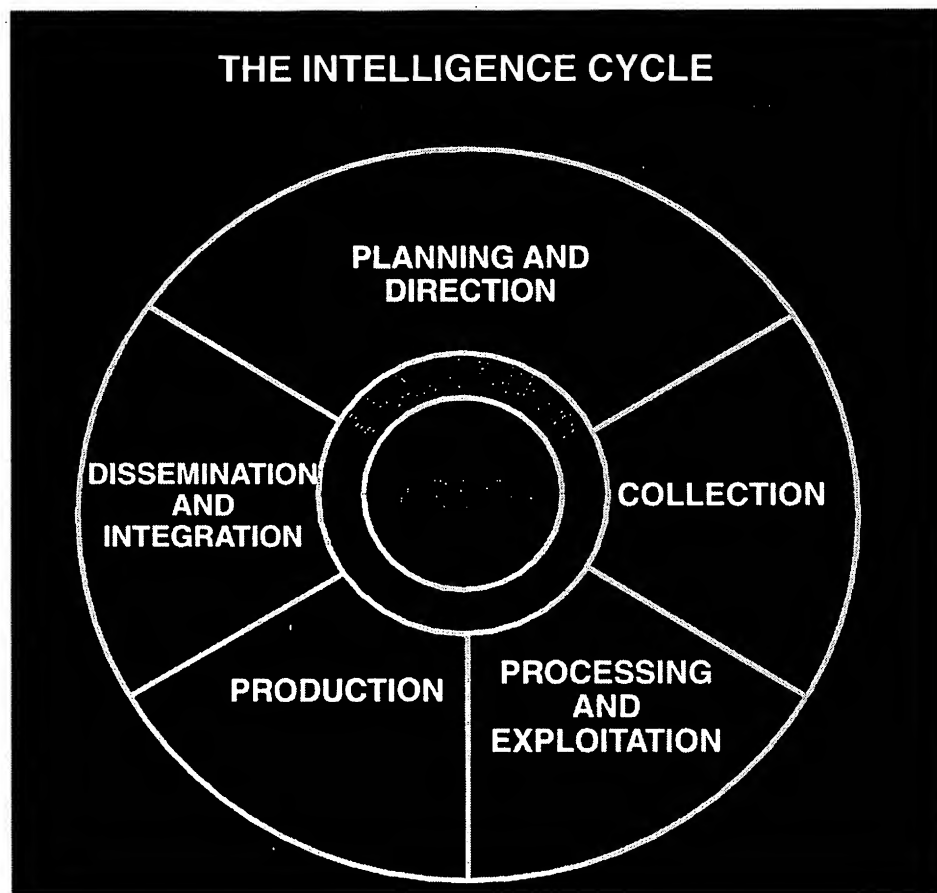 THE INTELLIGENCE CYCLE
PLANNING AND
DIRECTION
COLLECTION
PROCESSING
AND
EXPLOITATION
PRODUCTION
DISSEMINATION
AND
INTEGRATION